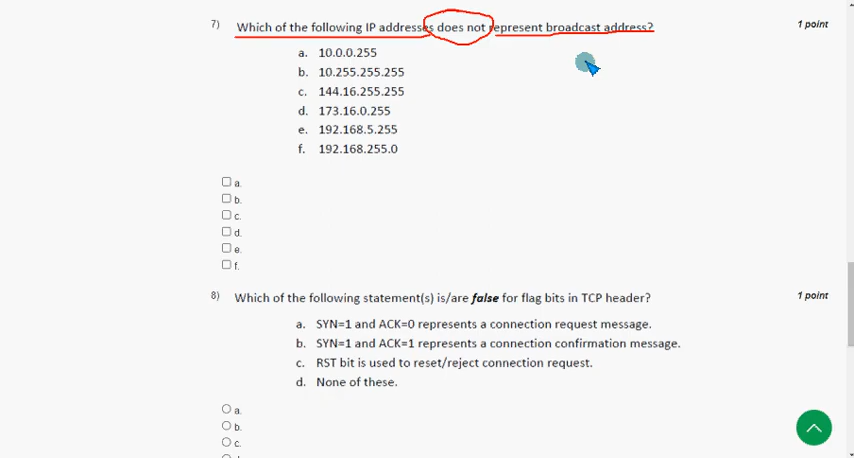 7) Which of the following IP addresses does not represent broadcast address? 1 point
a. 10.0.0.255
b. 10.255.255.255
c. 144.16.255.255
d. 173.16.0.255
e. 192.168.5.255
f. 192.168.255.0
a.
b.
c.
d.
e.
f.
8) Which of the following statement(s) is/are false for flag bits in TCP header? 1 point
a. SYN=1 and ACK=0 represents a connection request message.
b. SYN=1 and ACK=1 represents a connection confirmation message.
c. RST bit is used to reset/reject connection request.
d. None of these.
a.
b.
c.